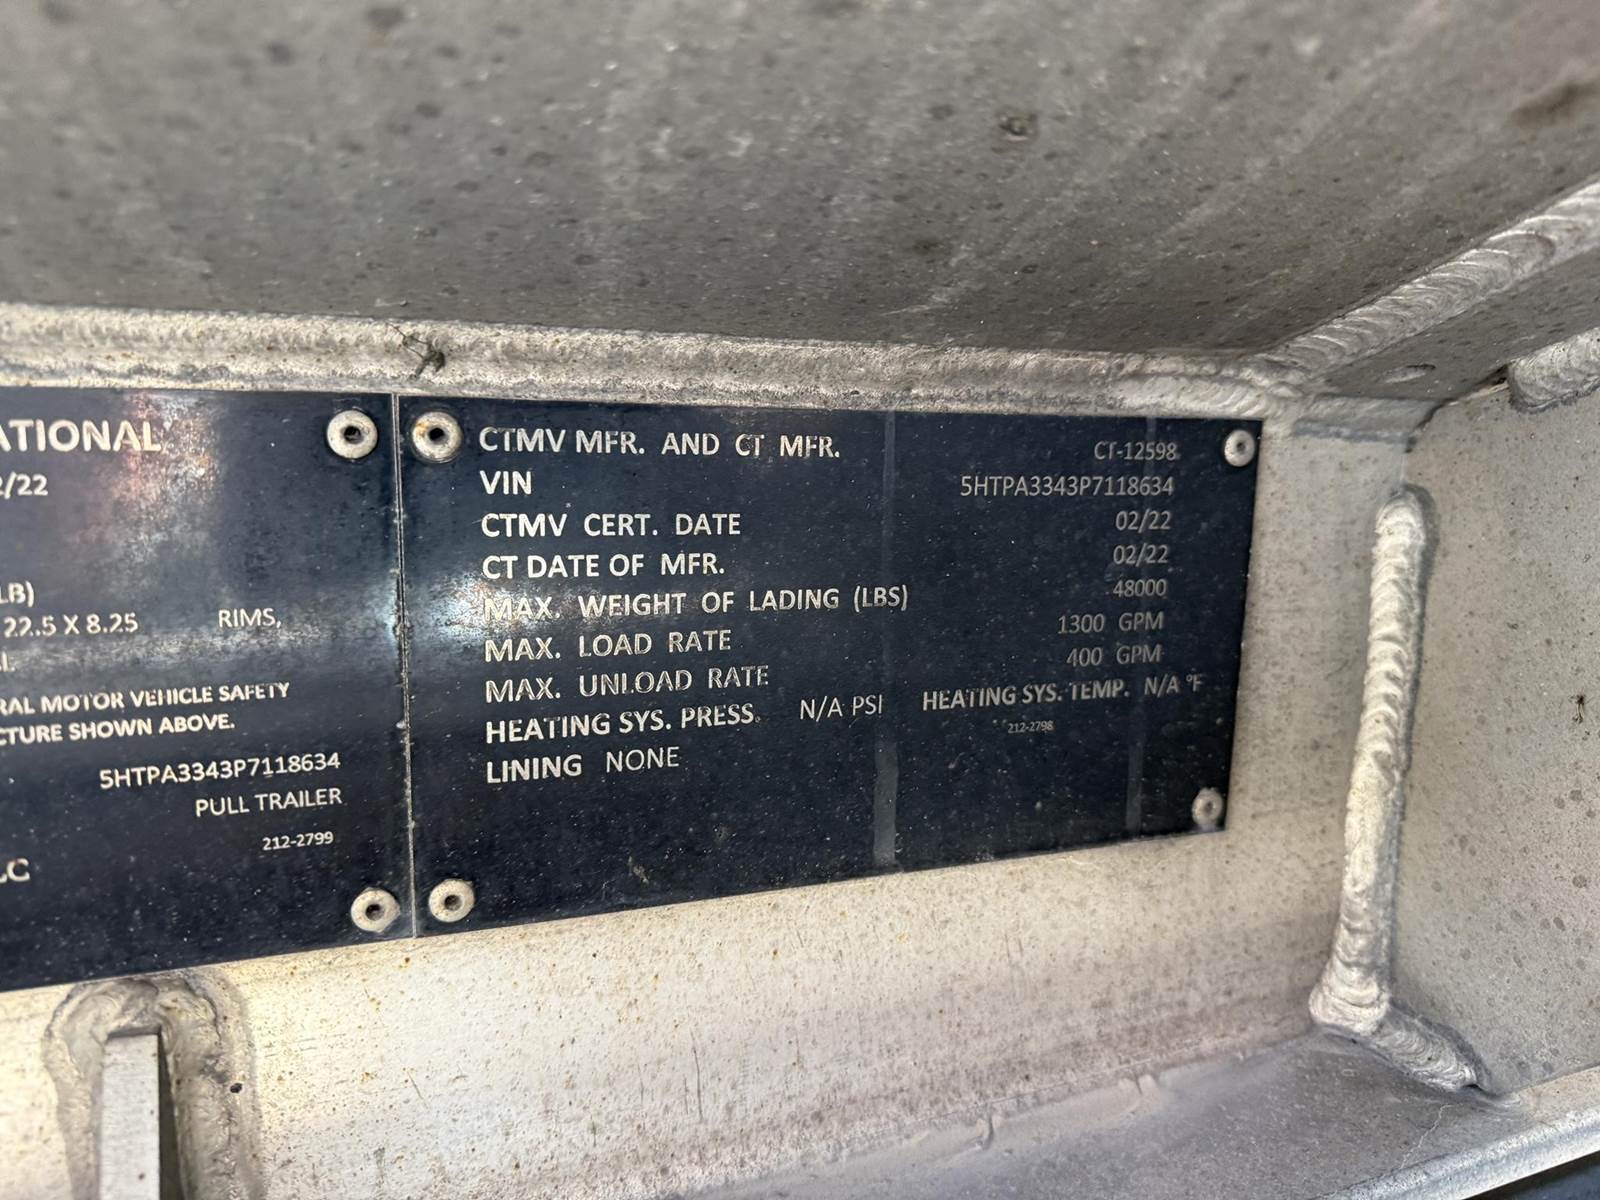 ATIONAL
2/22
LB)
22.5 X 8.25 RIMS,
RAL MOTOR VEHICLE SAFETY
CTURE SHOWN ABOVE.
5HTPA3343P7118634
PULL TRAILER
212-2799
LC
CTMV MFR. AND CT MFR. CT-12598
VIN 5HTPA3343P7118634
CTMV CERT. DATE 02/22
CT DATE OF MFR. 02/22
MAX. WEIGHT OF LADING (LBS) 48000
MAX. LOAD RATE 1300 GPM
MAX. UNLOAD RATE 400 GPM
HEATING SYS. PRESS. N/A PSI HEATING SYS. TEMP. N/A °F
212-2798
LINING NONE